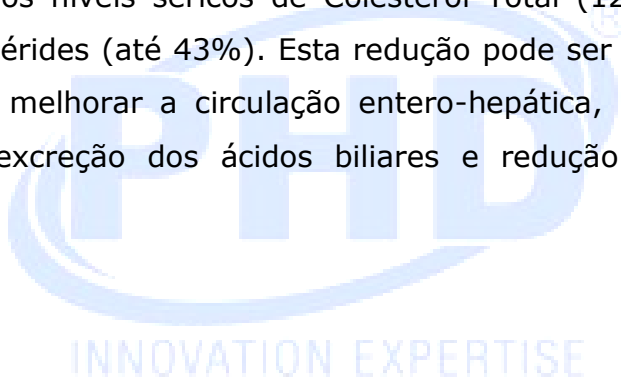 os níveis séricos de Colesterol Total (12
érides (até 43%). Esta redução pode ser
melhorar a circulação entero-hepática,
excreção dos ácidos biliares e redução
PHD®
INNOVATION EXPERTISE